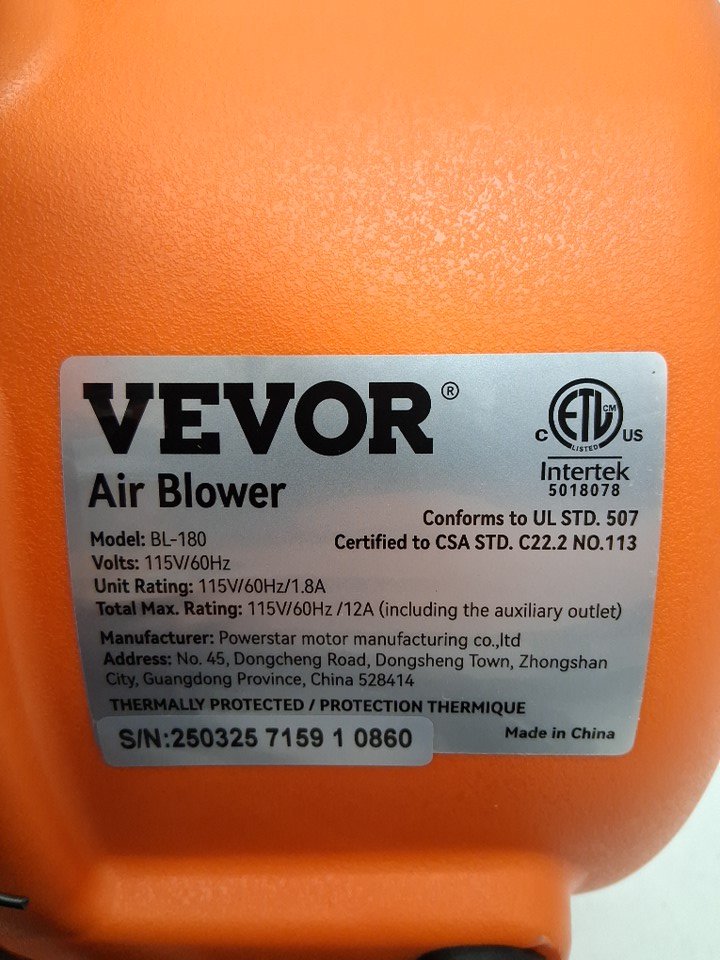 VEVOR®
Air Blower
ETL CM
LISTED
C US
Intertek
5018078
Conforms to UL STD. 507
Certified to CSA STD. C22.2 NO.113
Model: BL-180
Volts: 115V/60Hz
Unit Rating: 115V/60Hz/1.8A
Total Max. Rating: 115V/60Hz /12A (including the auxiliary outlet)
Manufacturer: Powerstar motor manufacturing co.,ltd
Address: No. 45, Dongcheng Road, Dongsheng Town, Zhongshan
City, Guangdong Province, China 528414
THERMALLY PROTECTED / PROTECTION THERMIQUE
S/N:250325 7159 1 0860
Made in China